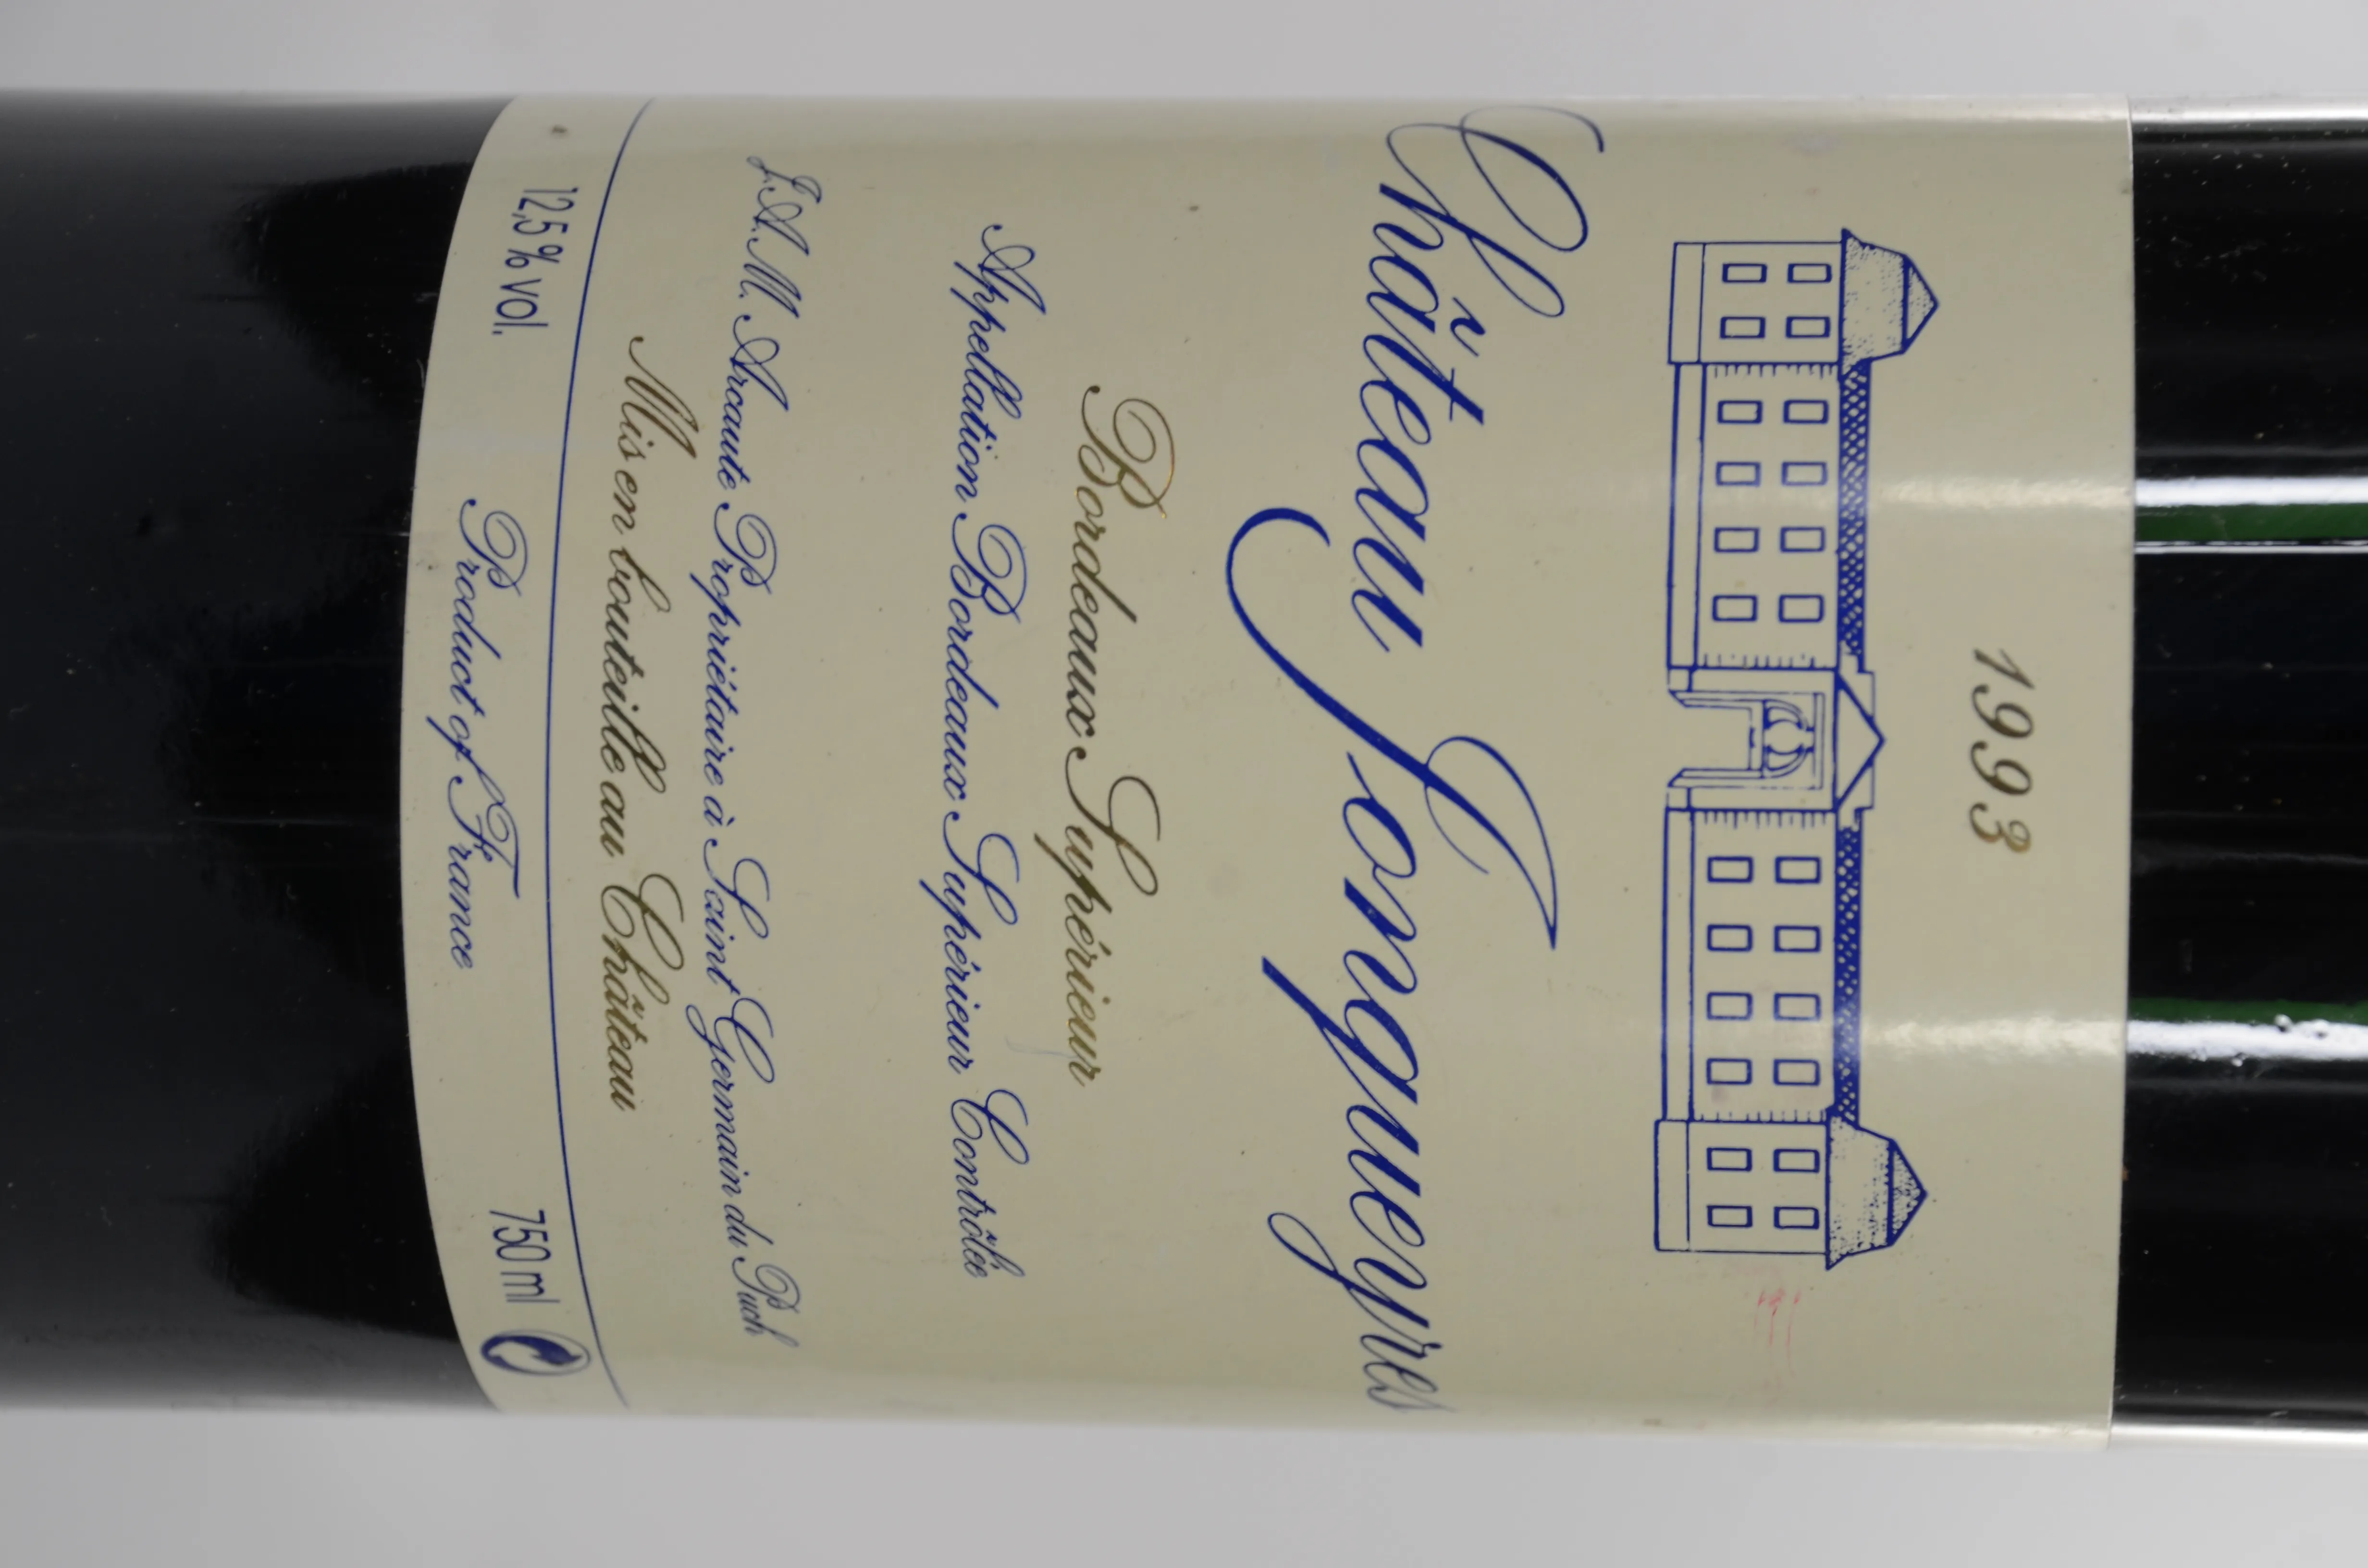 1993
Château Jonqueyres
Bordeaux Supérieur
Appellation Bordeaux Supérieur Contrôlée
J.A.M. Arcaute Propriétaire à Saint Germain du Puch
Mis en bouteille au Château
12,5 % vol.
Product of France
750 ml